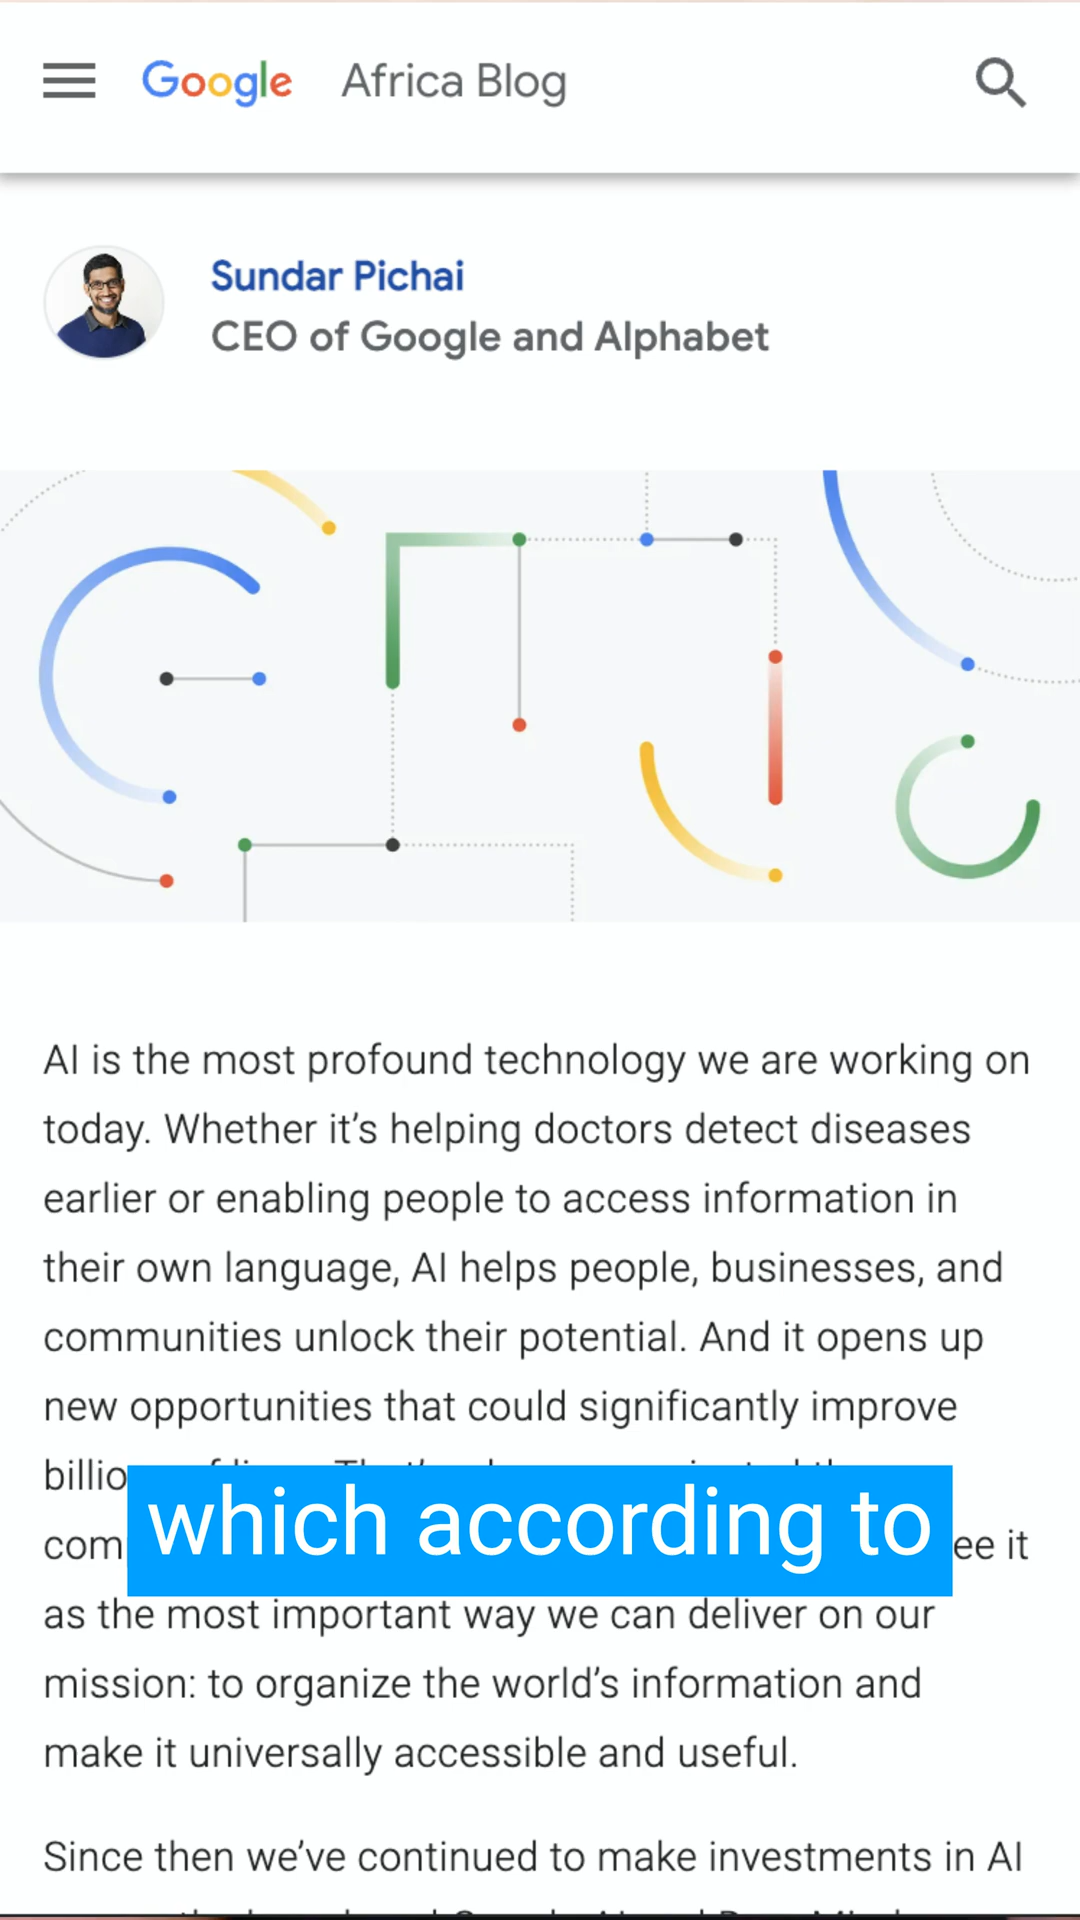 Google Africa Blog
Sundar Pichai
CEO of Google and Alphabet
AI is the most profound technology we are working on
today. Whether it's helping doctors detect diseases
earlier or enabling people to access information in
their own language, AI helps people, businesses, and
communities unlock their potential. And it opens up
new opportunities that could significantly improve
billio
which according to
com ee it
as the most important way we can deliver on our
mission: to organize the world's information and
make it universally accessible and useful.
Since then we've continued to make investments in AI